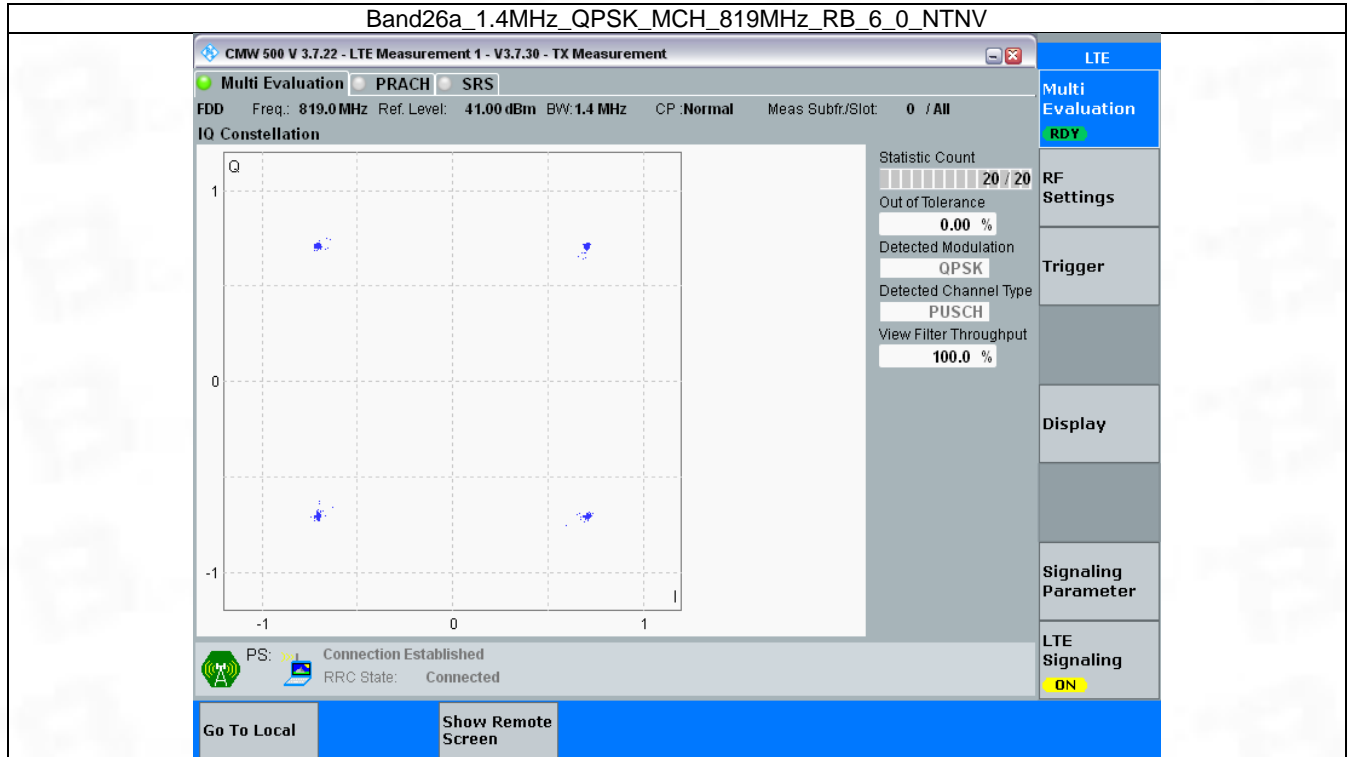 Band26a_1.4MHz_QPSK_MCH_819MHz_RB_6_0_NTNV
CMW 500 V 3.7.22 - LTE Measurement 1 - V3.7.30 - TX Measurement
LTE
Multi Evaluation PRACH SRS
Multi
Evaluation
RDY
FDD Freq.: 819.0 MHz Ref. Level: 41.00 dBm BW: 1.4 MHz CP :Normal Meas Subfr./Slot: 0 / All
IQ Constellation
Q
1
0
-1
I
-1 0 1
Statistic Count
20 / 20
Out of Tolerance
0.00 %
Detected Modulation
QPSK
Detected Channel Type
PUSCH
View Filter Throughput
100.0 %
RF
Settings
Trigger
Display
Signaling
Parameter
LTE
Signaling
ON
PS: Connection Established
RRC State: Connected
Go To Local
Show Remote
Screen